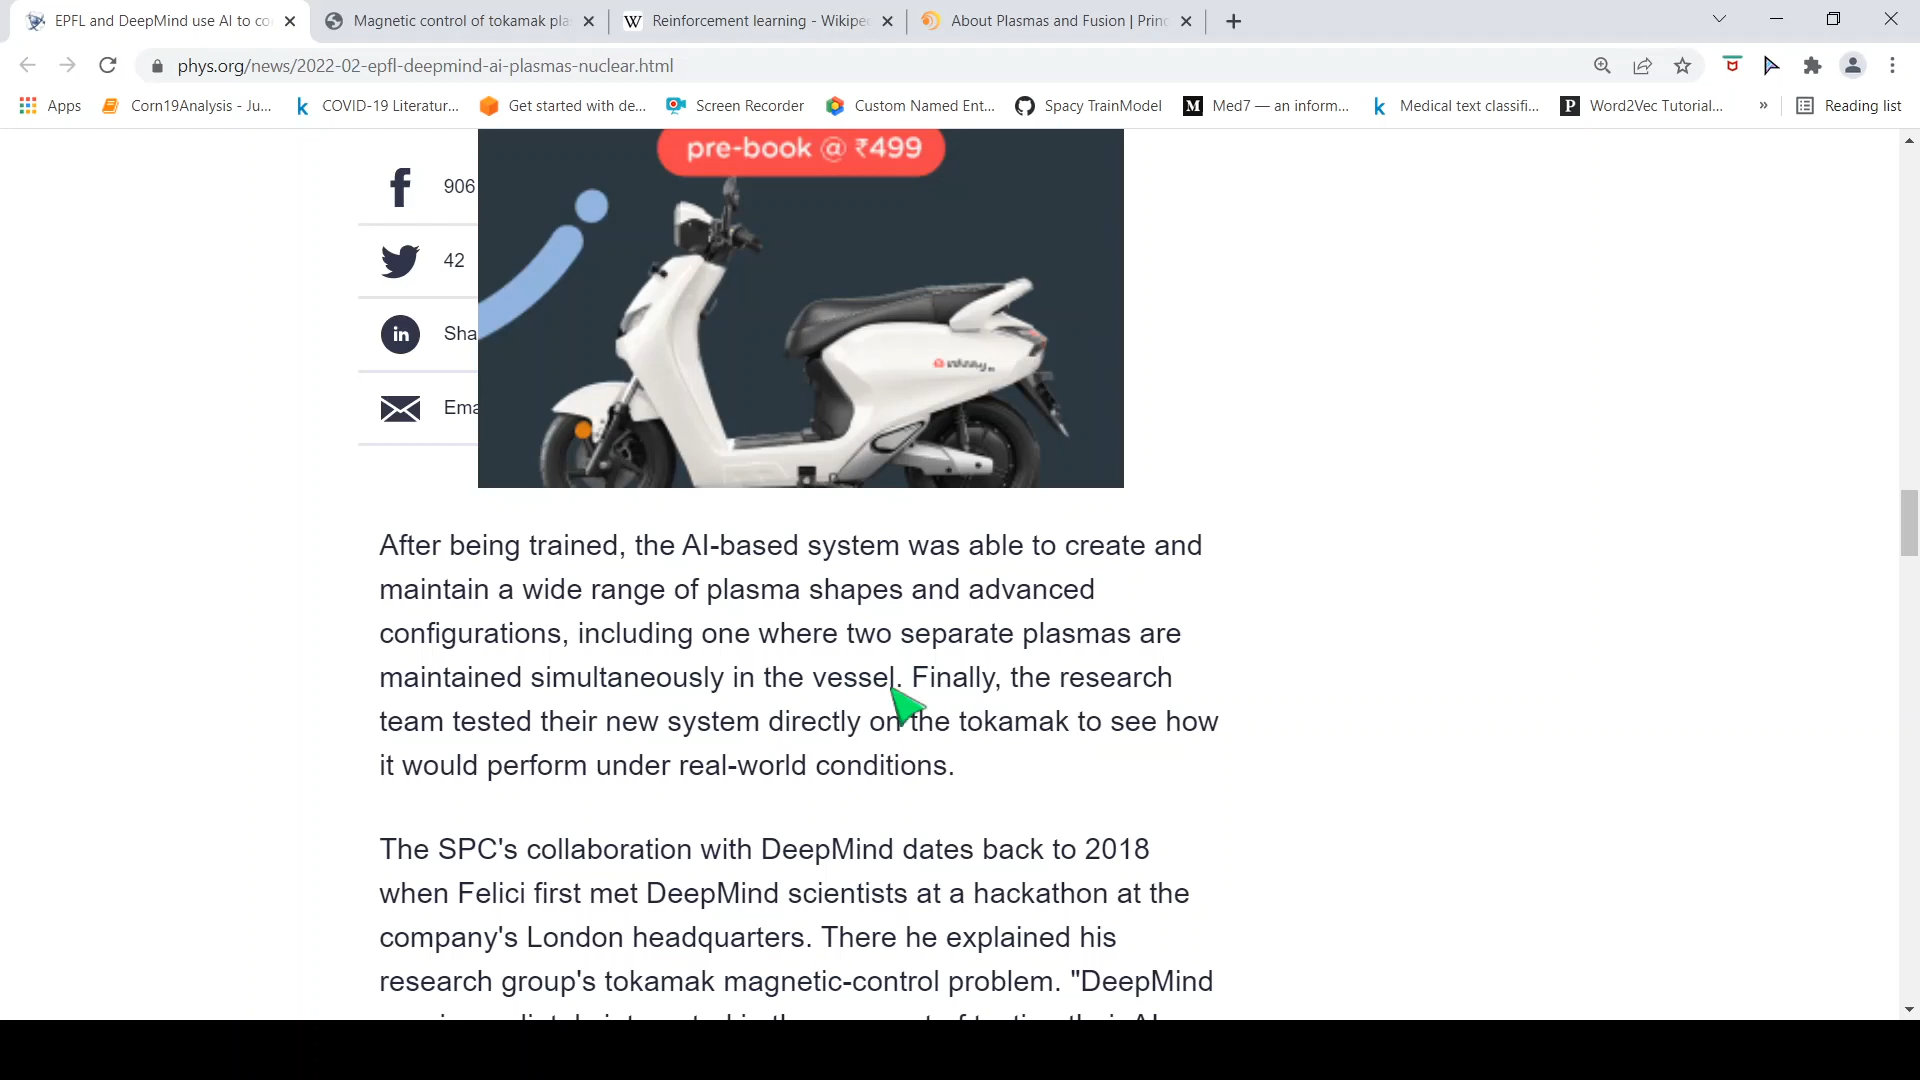 EPFL and DeepMind use AI to co
Magnetic control of tokamak pla
Reinforcement learning - Wikipe
About Plasmas and Fusion | Princ
phys.org/news/2022-02-epfl-deepmind-ai-plasmas-nuclear.html
Apps
Corn19Analysis - Ju...
COVID-19 Literatur...
Get started with de...
Screen Recorder
Custom Named Ent...
Spacy TrainModel
Med7 — an inform...
Medical text classifi...
Word2Vec Tutorial...
»
Reading list
pre-book @ ₹499
906
42
Sha
Ema
After being trained, the AI-based system was able to create and
maintain a wide range of plasma shapes and advanced
configurations, including one where two separate plasmas are
maintained simultaneously in the vessel. Finally, the research
team tested their new system directly on the tokamak to see how
it would perform under real-world conditions.
The SPC's collaboration with DeepMind dates back to 2018
when Felici first met DeepMind scientists at a hackathon at the
company's London headquarters. There he explained his
research group's tokamak magnetic-control problem. "DeepMind